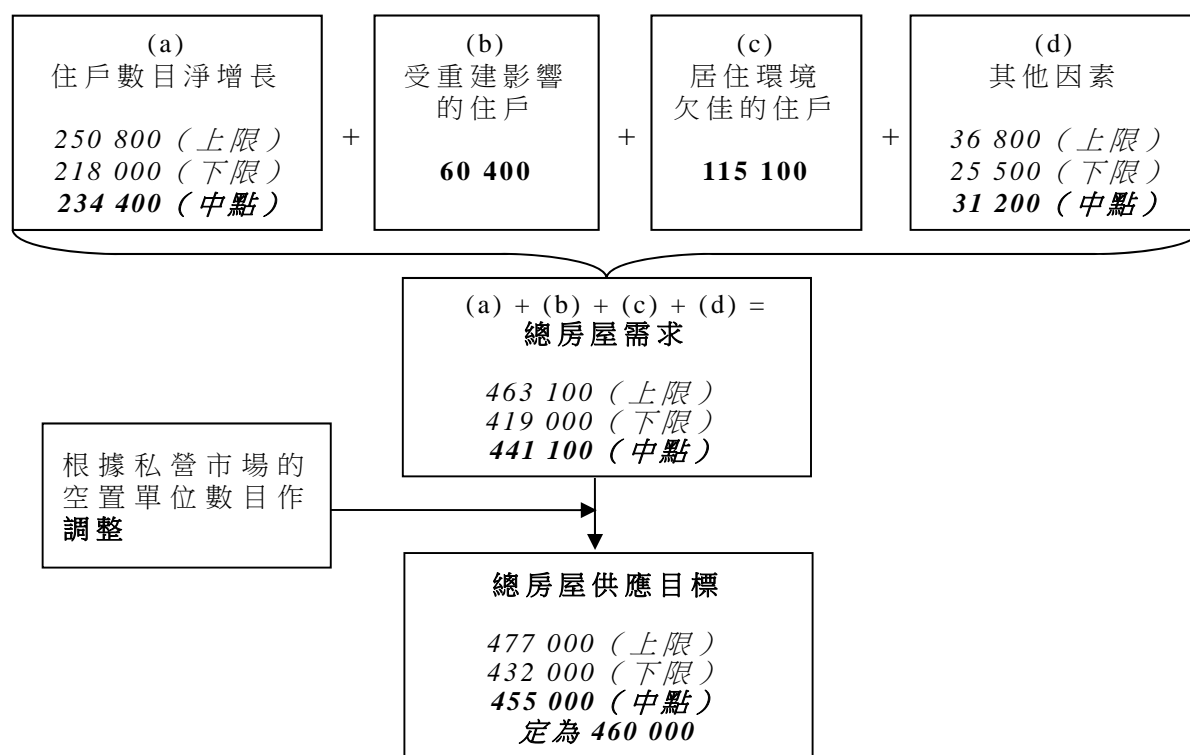 (a)
住戶數目淨增長
250 800（上限）
218 000（下限）
234 400（中點）
+
(b)
受重建影響
的住戶
60 400
+
(c)
居住環境
欠佳的住戶
115 100
+
(d)
其他因素
36 800（上限）
25 500（下限）
31 200（中點）
(a) + (b) + (c) + (d) =
總房屋需求
463 100（上限）
419 000（下限）
441 100（中點）
根據私營市場的
空置單位數目作
調整
總房屋供應目標
477 000（上限）
432 000（下限）
455 000（中點）
定為 460 000